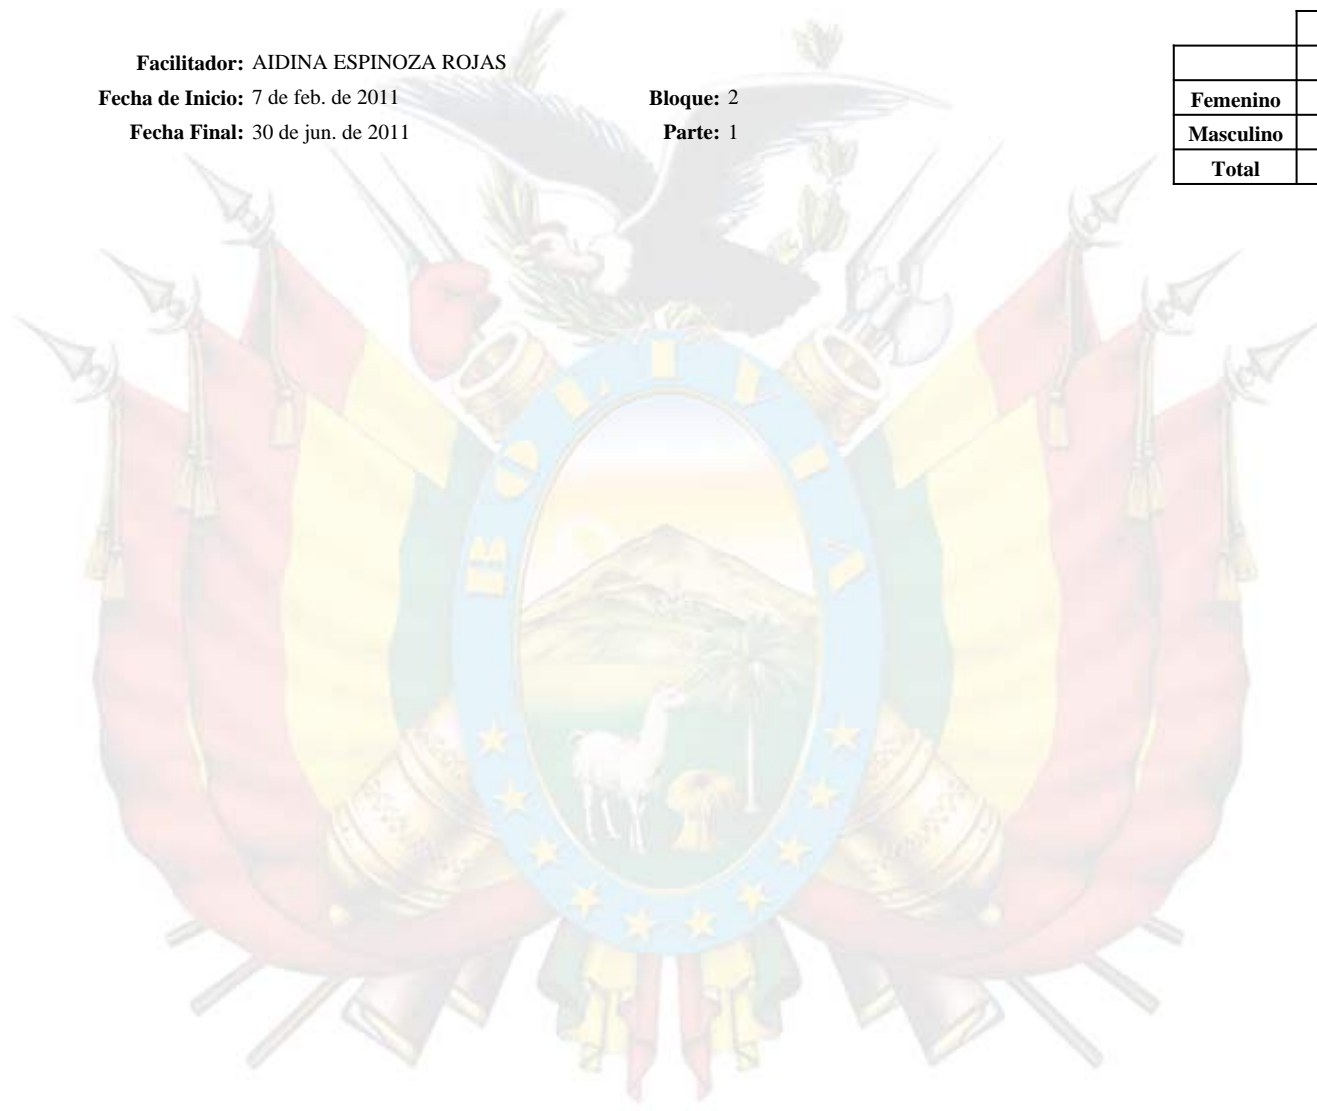 Facilitador: AIDINA ESPINOZA ROJAS
Fecha de Inicio: 7 de feb. de 2011 Bloque: 2
Fecha Final: 30 de jun. de 2011 Parte: 1
Femenino
Masculino
Total
BOLIVIA